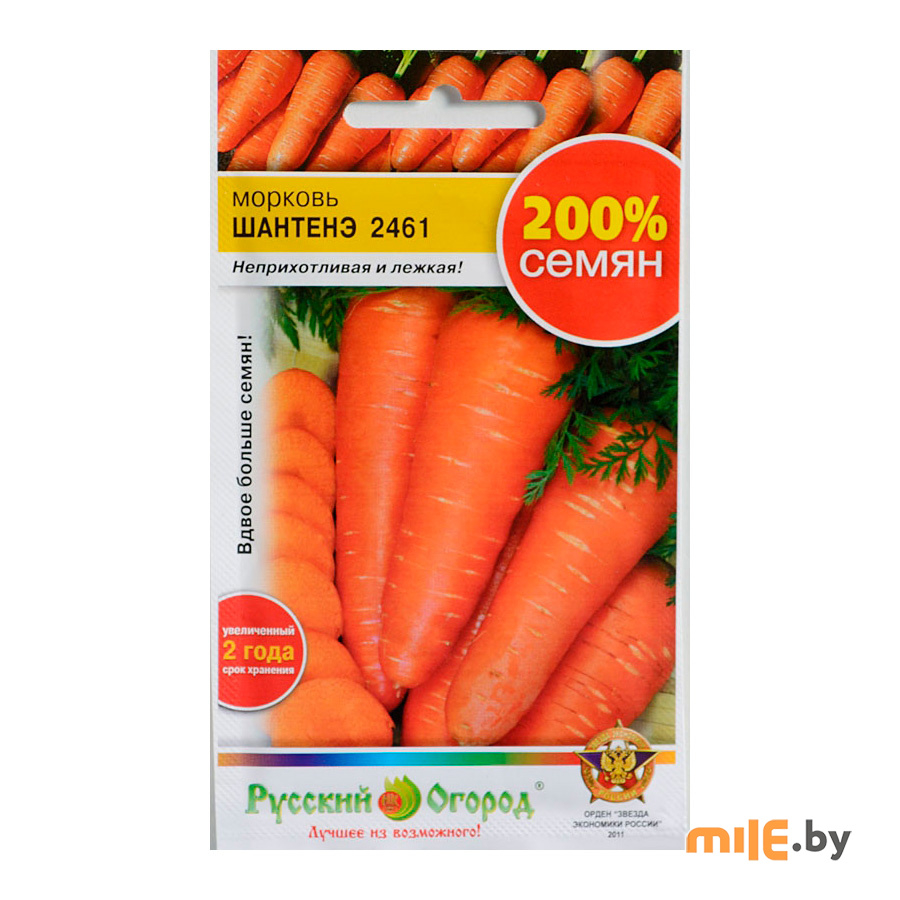 морковь
ШАНТЕНЭ 2461
Неприхотливая и лежкая!
200%
семян
Вдвое больше семян!
увеличенный
2 года
срок хранения
Русский Огород®
Лучшее из возможного!
ОРДЕН "ЗВЕЗДА
ЭКОНОМИКИ РОССИИ"
2011
mile.by